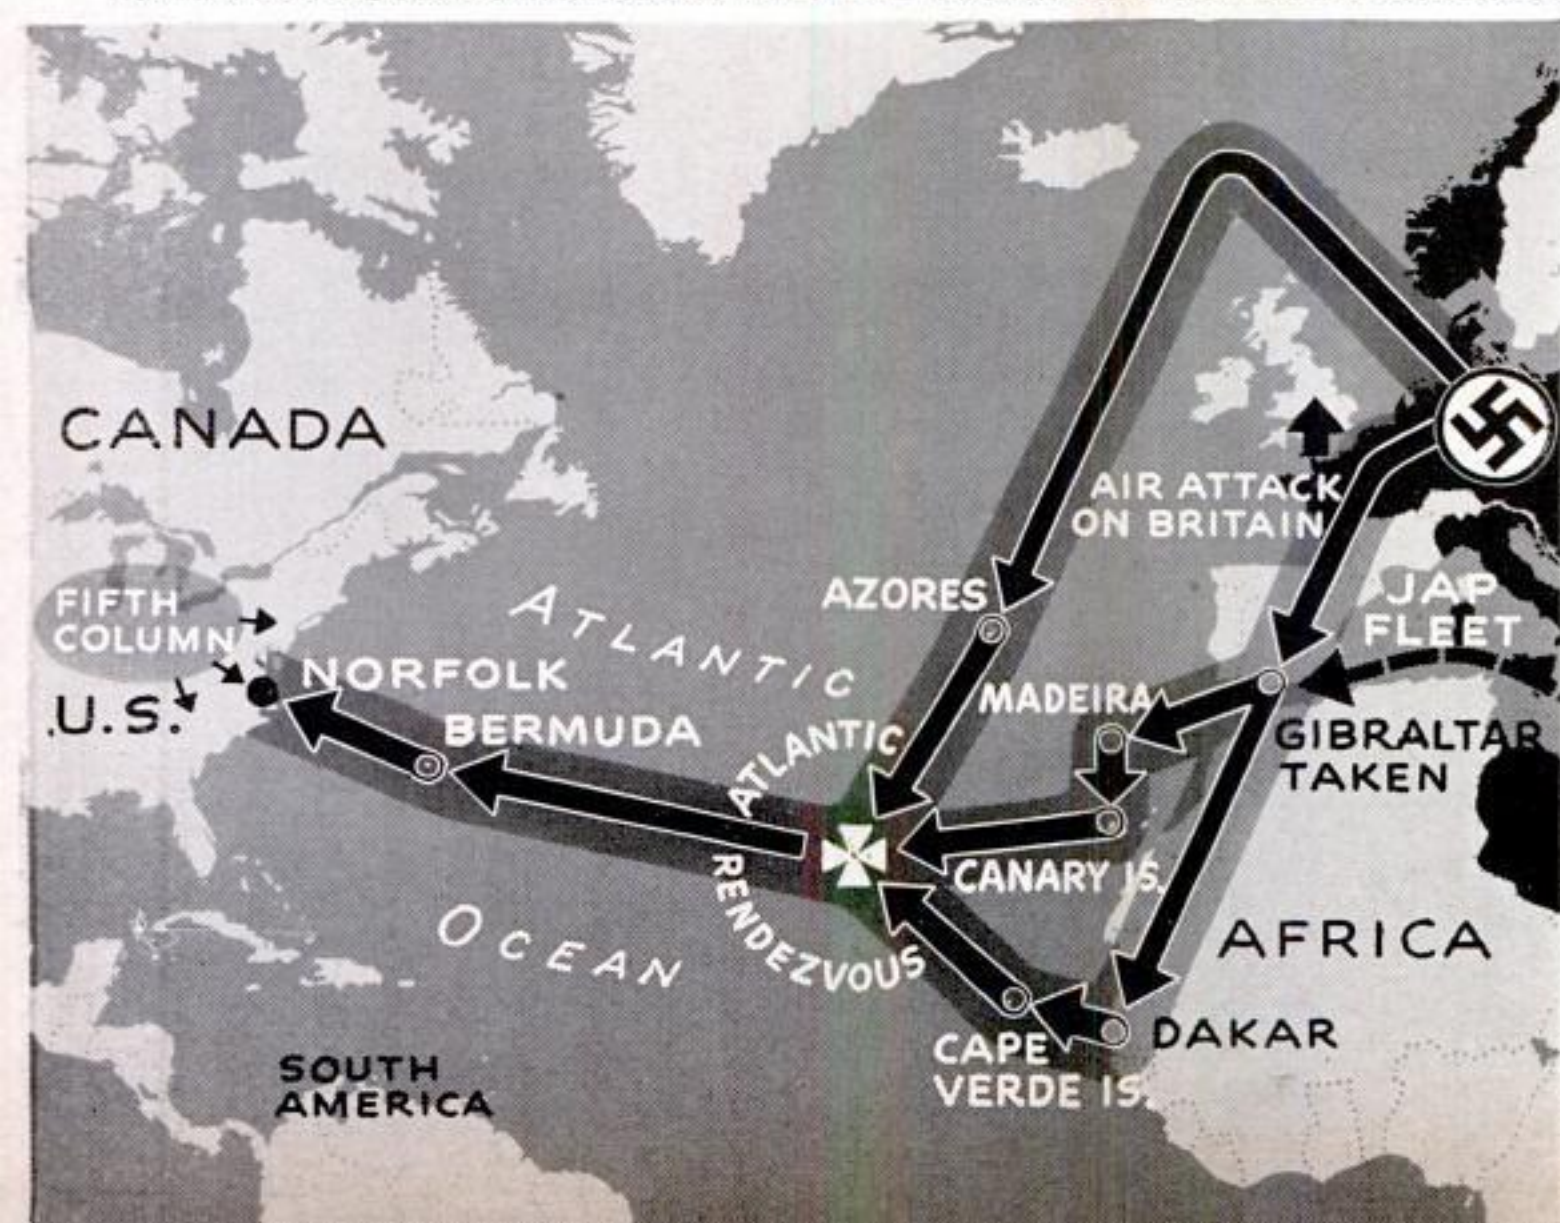 CANADA
AIR ATTACK
ON BRITAIN
FIFTH
COLUMN
AZORES
JAP
FLEET
ATLANTIC
NORFOLK
U.S.
MADEIRA
BERMUDA
GIBRALTAR
TAKEN
ATLANTIC
RENDEZVOUS
CANARY IS.
OCEAN
AFRICA
DAKAR
CAPE
VERDE IS.
SOUTH
AMERICA